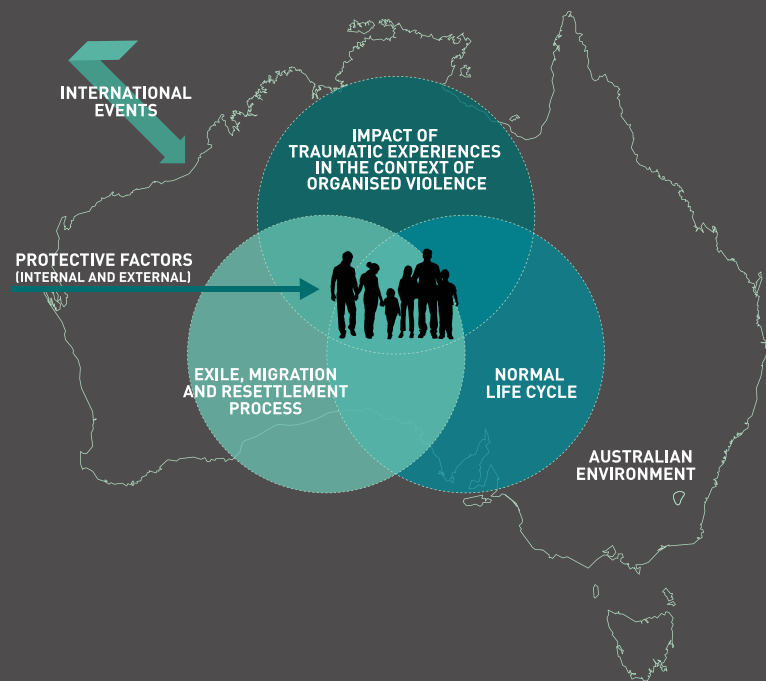 INTERNATIONAL
EVENTS
IMPACT OF
TRAUMATIC EXPERIENCES
IN THE CONTEXT OF
ORGANISED VIOLENCE
PROTECTIVE FACTORS
(INTERNAL AND EXTERNAL)
EXILE, MIGRATION
AND RESETTLEMENT
PROCESS
NORMAL
LIFE CYCLE
AUSTRALIAN
ENVIRONMENT